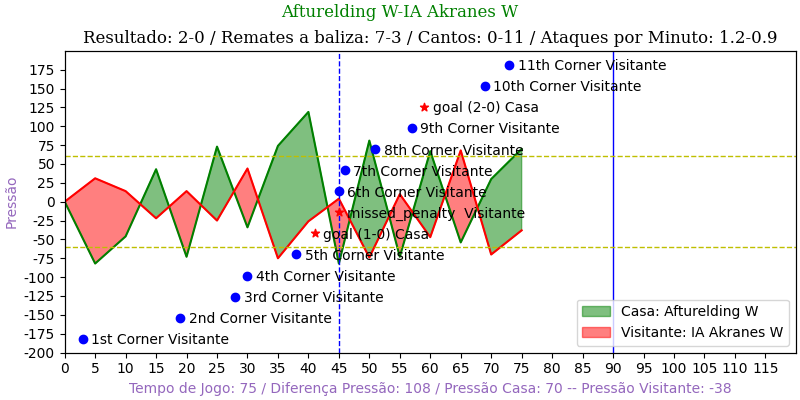 Afturelding W-IA Akranes W
Resultado: 2-0 / Remates a baliza: 7-3 / Cantos: 0-11 / Ataques por Minuto: 1.2-0.9
Pressão
175
150
125
100
75
50
25
0
-25
-50
-75
-100
-125
-150
-175
-200
11th Corner Visitante
10th Corner Visitante
goal (2-0) Casa
9th Corner Visitante
8th Corner Visitante
7th Corner Visitante
6th Corner Visitante
missed_penalty  Visitante
goal (1-0) Casa
5th Corner Visitante
4th Corner Visitante
3rd Corner Visitante
2nd Corner Visitante
1st Corner Visitante
Casa: Afturelding W
Visitante: IA Akranes W
0 5 10 15 20 25 30 35 40 45 50 55 60 65 70 75 80 85 90 95 100 105 110 115
Tempo de Jogo: 75 / Diferença Pressão: 108 / Pressão Casa: 70 -- Pressão Visitante: -38